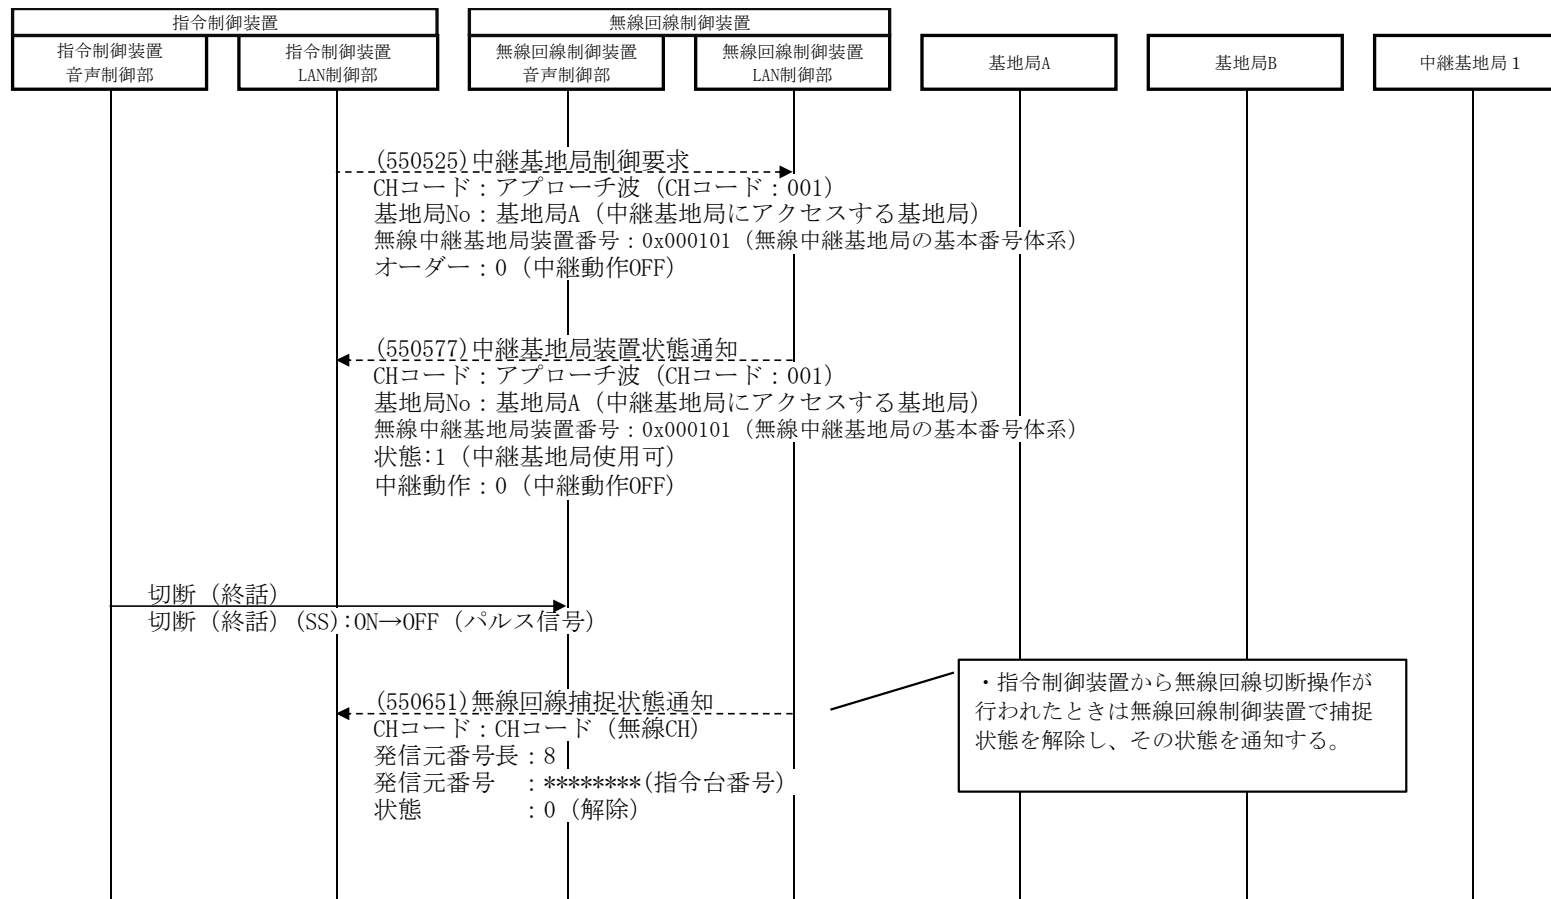 指令制御装置
無線回線制御装置
指令制御装置
音声制御部
指令制御装置
LAN制御部
無線回線制御装置
音声制御部
無線回線制御装置
LAN制御部
基地局A
基地局B
中継基地局１
(550525)中継基地局制御要求
CHコード：アプローチ波（CHコード：001）
基地局No：基地局A（中継基地局にアクセスする基地局）
無線中継基地局装置番号：0x000101（無線中継基地局の基本番号体系）
オーダー：0（中継動作OFF）
(550577)中継基地局装置状態通知
CHコード：アプローチ波（CHコード：001）
基地局No：基地局A（中継基地局にアクセスする基地局）
無線中継基地局装置番号：0x000101（無線中継基地局の基本番号体系）
状態:1（中継基地局使用可）
中継動作：0（中継動作OFF）
切断（終話）
切断（終話）(SS):ON→OFF（パルス信号）
・指令制御装置から無線回線切断操作が
行われたときは無線回線制御装置で捕捉
状態を解除し、その状態を通知する。
(550651)無線回線捕捉状態通知
CHコード：CHコード（無線CH）
発信元番号長：8
発信元番号　：********(指令台番号)
状態　　　　：0（解除）